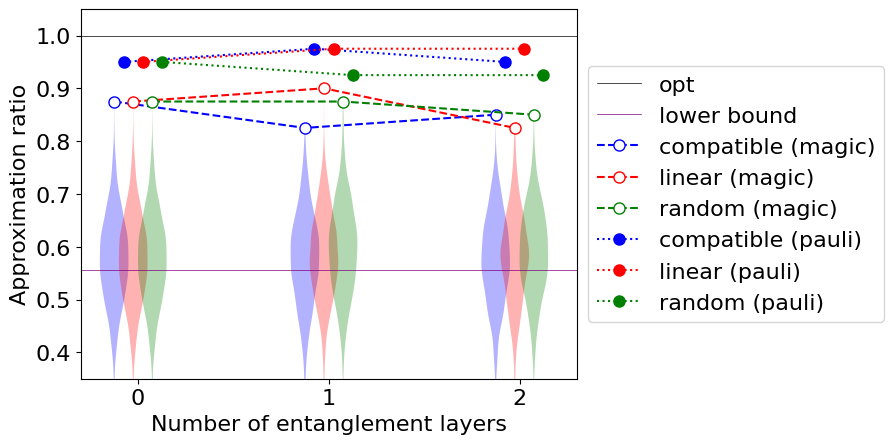 1.0
0.9
0.8
0.7
0.6
0.5
0.4
Approximation ratio
0 1 2
Number of entanglement layers
opt
lower bound
compatible (magic)
linear (magic)
random (magic)
compatible (pauli)
linear (pauli)
random (pauli)